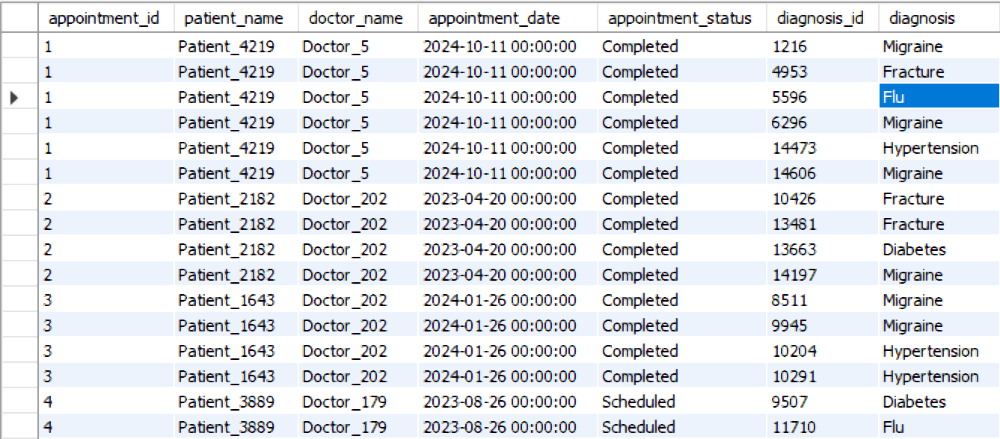 appointment_id patient_name doctor_name appointment_date appointment_status diagnosis_id diagnosis
1 Patient_4219 Doctor_5 2024-10-11 00:00:00 Completed 1216 Migraine
1 Patient_4219 Doctor_5 2024-10-11 00:00:00 Completed 4953 Fracture
1 Patient_4219 Doctor_5 2024-10-11 00:00:00 Completed 5596 Flu
1 Patient_4219 Doctor_5 2024-10-11 00:00:00 Completed 6296 Migraine
1 Patient_4219 Doctor_5 2024-10-11 00:00:00 Completed 14473 Hypertension
1 Patient_4219 Doctor_5 2024-10-11 00:00:00 Completed 14606 Migraine
2 Patient_2182 Doctor_202 2023-04-20 00:00:00 Completed 10426 Fracture
2 Patient_2182 Doctor_202 2023-04-20 00:00:00 Completed 13481 Fracture
2 Patient_2182 Doctor_202 2023-04-20 00:00:00 Completed 13663 Diabetes
2 Patient_2182 Doctor_202 2023-04-20 00:00:00 Completed 14197 Migraine
3 Patient_1643 Doctor_202 2024-01-26 00:00:00 Completed 8511 Migraine
3 Patient_1643 Doctor_202 2024-01-26 00:00:00 Completed 9945 Migraine
3 Patient_1643 Doctor_202 2024-01-26 00:00:00 Completed 10204 Hypertension
3 Patient_1643 Doctor_202 2024-01-26 00:00:00 Completed 10291 Hypertension
4 Patient_3889 Doctor_179 2023-08-26 00:00:00 Scheduled 9507 Diabetes
4 Patient_3889 Doctor_179 2023-08-26 00:00:00 Scheduled 11710 Flu